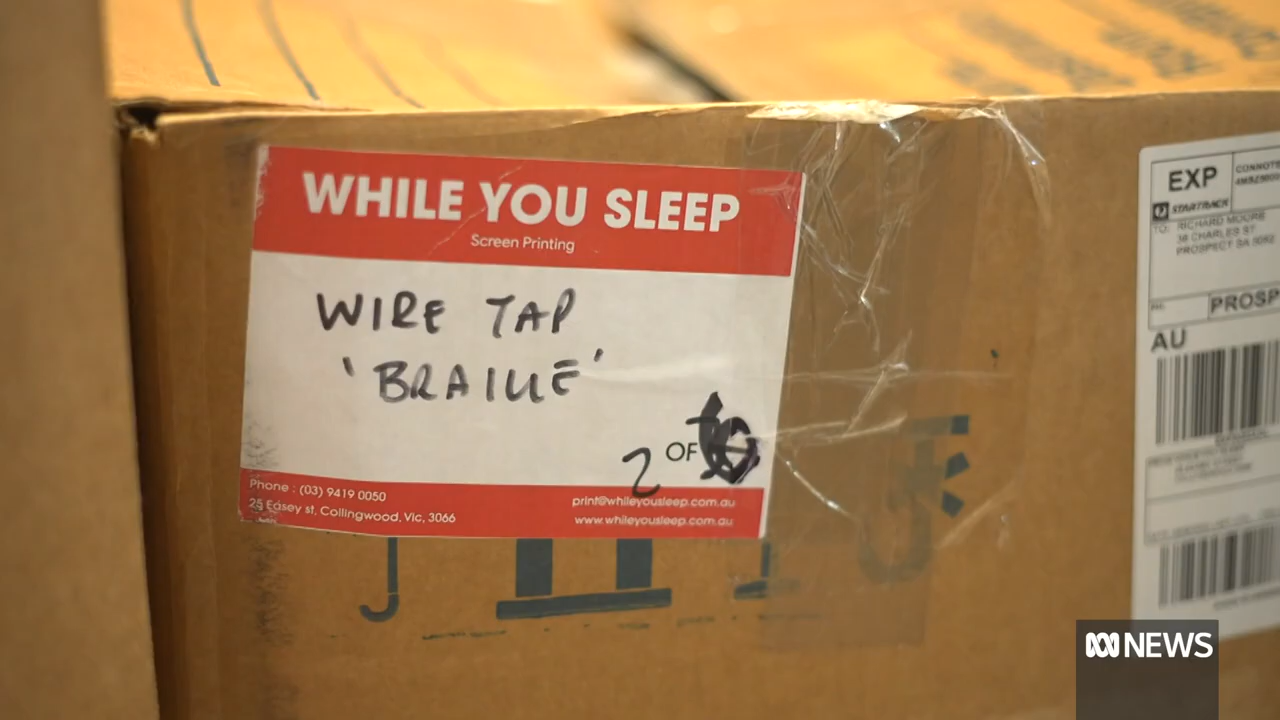 WHILE YOU SLEEP
Screen Printing
WIRE TAP
'BRAILLE'
2 OF
Phone : (03) 9419 0050
25 Easey st, Collingwood, Vic, 3066
print@whileyousleep.com.au
www.whileyousleep.com.au
EXP
STARTRACK
TO:
RICHARD MOORE
38 CHARLES ST
PROSPECT SA 5082
PROSP
AU
NEWS